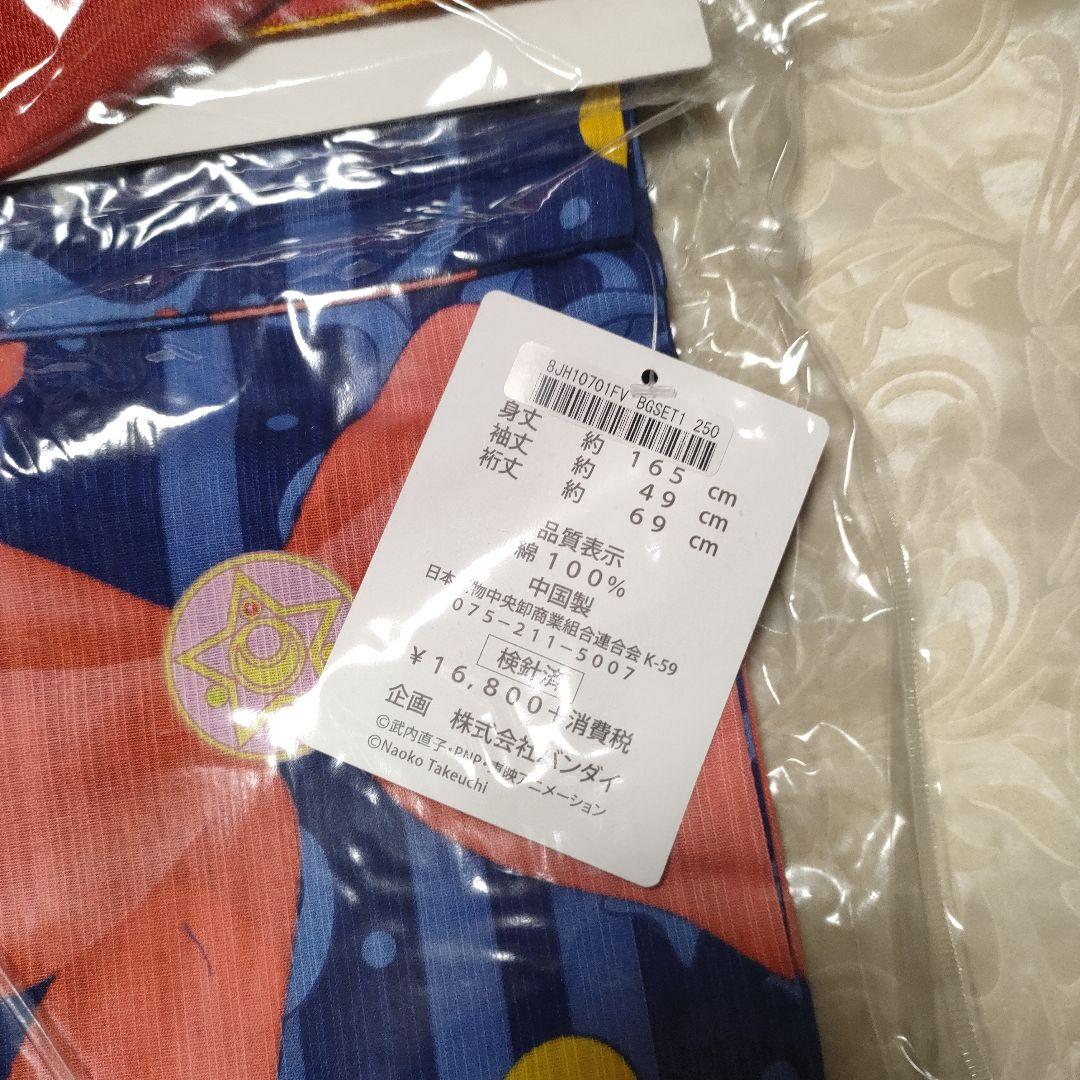 8JH10701FV BGSET1 250
身丈 約 165 cm
袖丈 約 49 cm
裄丈 約 69 cm
品質表示
綿100%
中国製
日本 物中央卸商業組合連合会 K-59
075-211-5007
検針済
¥16,800+消費税
企画 株式会社バンダイ
©武内直子・PNP・東映アニメーション
©Naoko Takeuchi